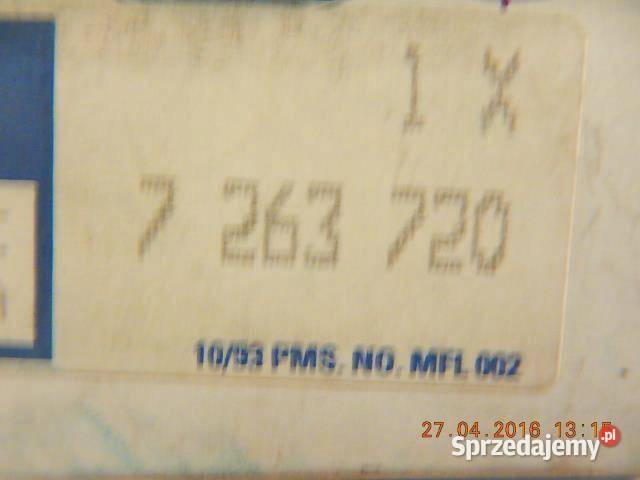 1 X
7 263 720
10/93 PMS. NO. MFL 002
27.04.2016 13:15
Sprzedajemy.pl